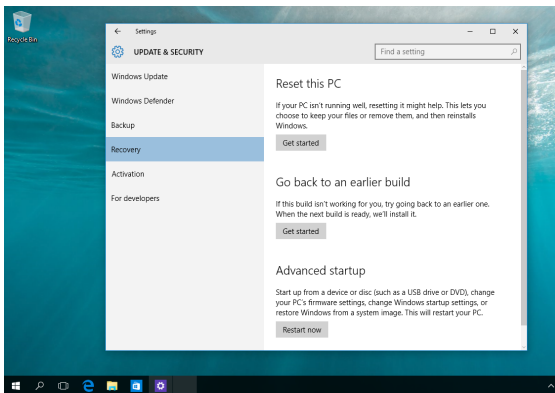 Recycle Bin
Settings
UPDATE & SECURITY
Find a setting
Windows Update
Windows Defender
Backup
Recovery
Activation
For developers
Reset this PC
If your PC isn't running well, resetting it might help. This lets you
choose to keep your files or remove them, and then reinstalls
Windows.
Get started
Go back to an earlier build
If this build isn't working for you, try going back to an earlier one.
When the next build is ready, we'll install it.
Get started
Advanced startup
Start up from a device or disc (such as a USB drive or DVD), change
your PC's firmware settings, change Windows startup settings, or
restore Windows from a system image. This will restart your PC.
Restart now